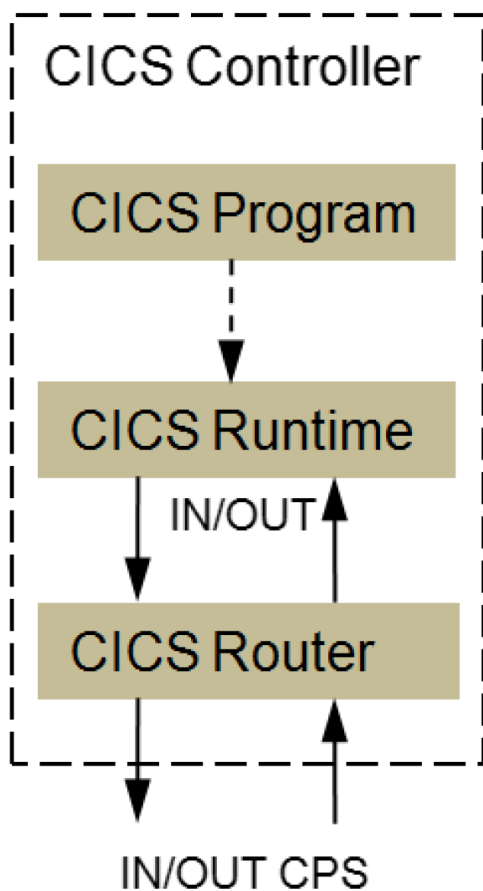 CICS Controller
CICS Program
CICS Runtime
IN/OUT
CICS Router
IN/OUT CPS